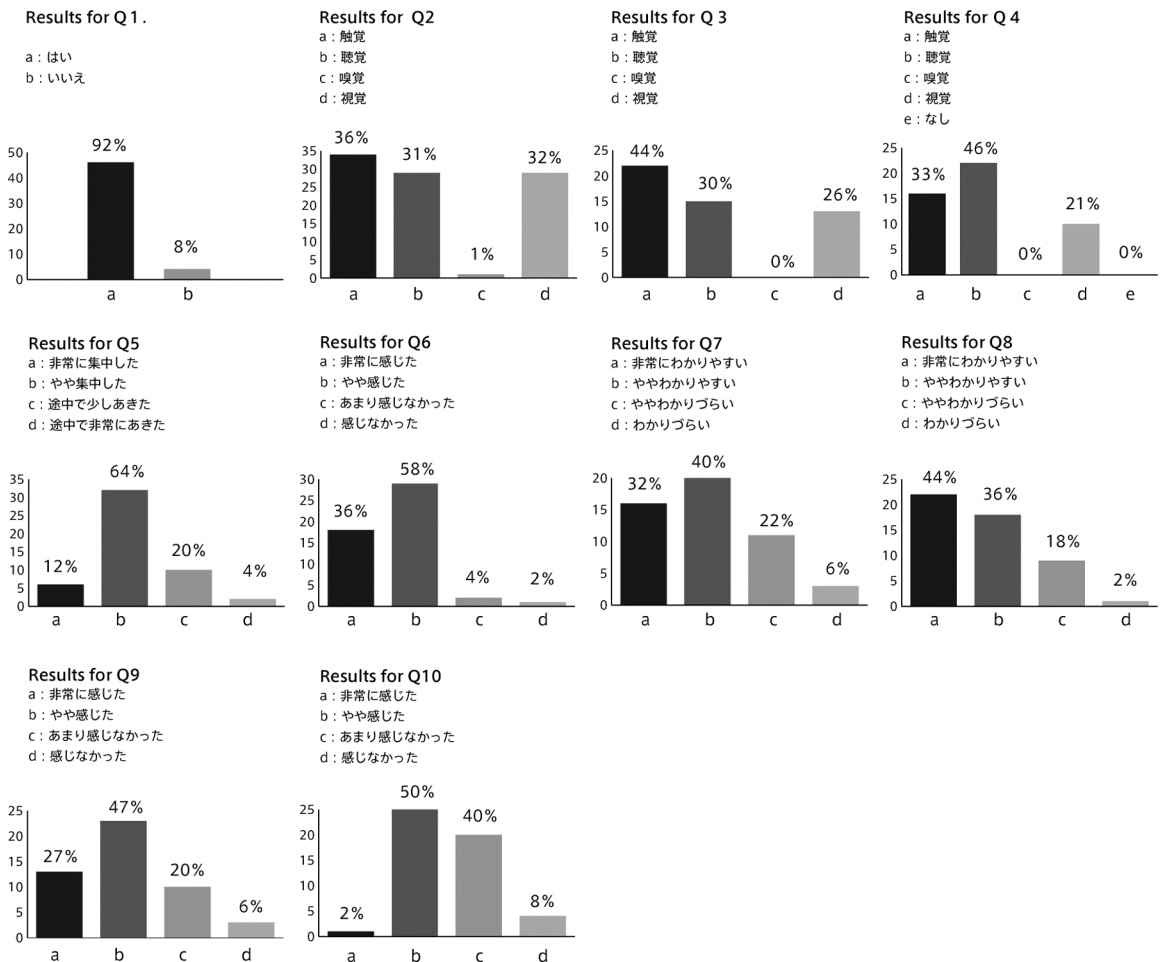 Results for Q1.
a：はい
b：いいえ
92%
8%
50
40
30
20
10
0
a b
Results for Q2
a：触覚
b：聴覚
c：嗅覚
d：視覚
36%
31%
1%
32%
35
30
25
20
15
10
5
0
a b c d
Results for Q3
a：触覚
b：聴覚
c：嗅覚
d：視覚
44%
30%
0%
26%
25
20
15
10
5
0
a b c d
Results for Q4
a：触覚
b：聴覚
c：嗅覚
d：視覚
e：なし
33%
46%
0%
21%
0%
25
20
15
10
5
0
a b c d e
Results for Q5
a：非常に集中した
b：やや集中した
c：途中で少しあきた
d：途中で非常にあきた
12%
64%
20%
4%
35
30
25
20
15
10
5
0
a b c d
Results for Q6
a：非常に感じた
b：やや感じた
c：あまり感じなかった
d：感じなかった
36%
58%
4%
2%
30
25
20
15
10
5
0
a b c d
Results for Q7
a：非常にわかりやすい
b：ややわかりやすい
c：ややわかりづらい
d：わかりづらい
32%
40%
22%
6%
20
15
10
5
0
a b c d
Results for Q8
a：非常にわかりやすい
b：ややわかりやすい
c：ややわかりづらい
d：わかりづらい
44%
36%
18%
2%
25
20
15
10
5
0
a b c d
Results for Q9
a：非常に感じた
b：やや感じた
c：あまり感じなかった
d：感じなかった
27%
47%
20%
6%
25
20
15
10
5
0
a b c d
Results for Q10
a：非常に感じた
b：やや感じた
c：あまり感じなかった
d：感じなかった
2%
50%
40%
8%
25
20
15
10
5
0
a b c d